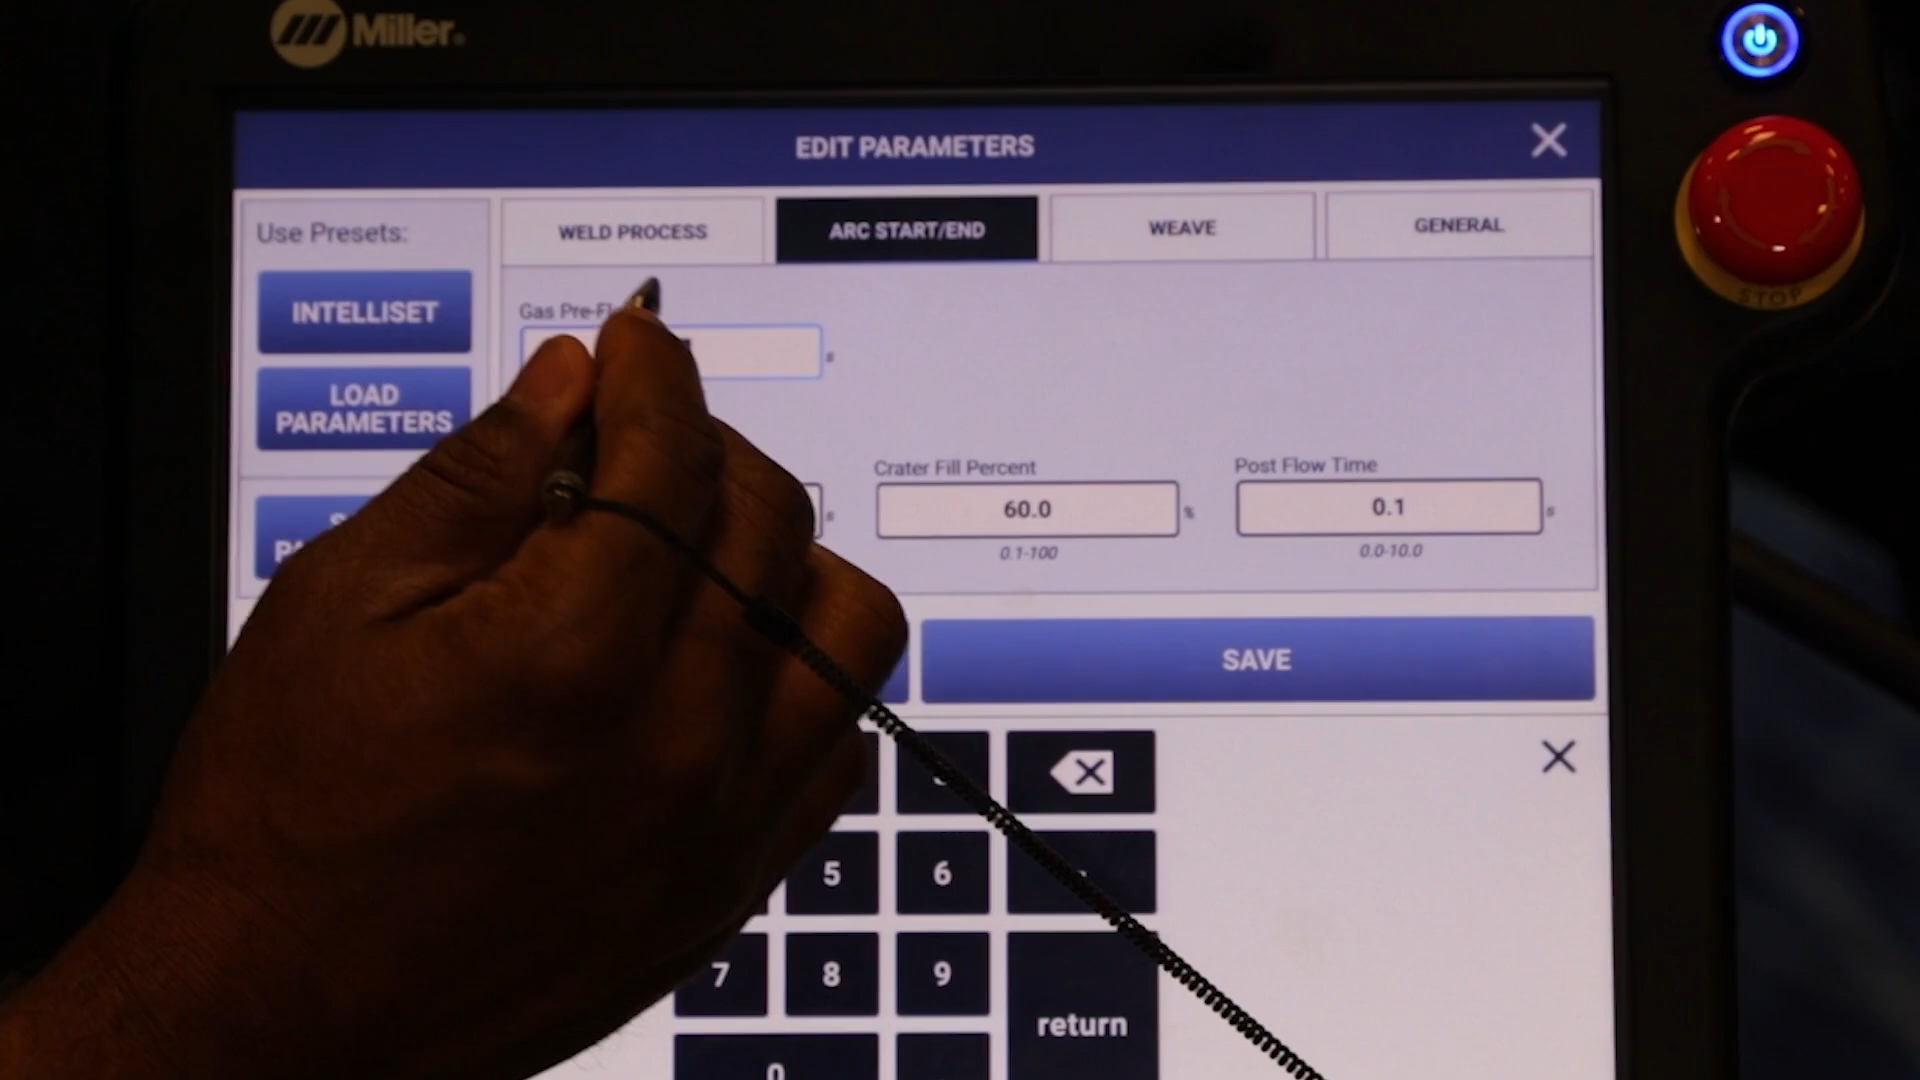 Miller
EDIT PARAMETERS
Use Presets:
WELD PROCESS
ARC START/END
WEAVE
GENERAL
INTELLISET
LOAD
PARAMETERS
Gas
s
s
Crater Fill Percent
60.0
%
0.1-100
Post Flow Time
0.1
s
0.0-10.0
SAVE
5
6
7
8
9
return
0
STOP